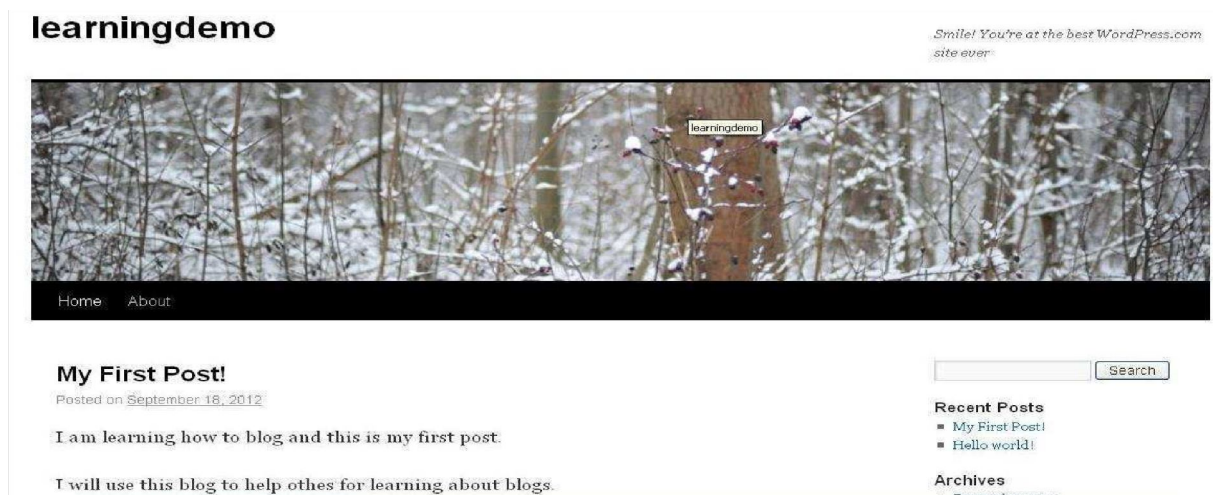 learningdemo
Smile! You're at the best WordPress.com
site ever
learningdemo
Home About
My First Post!
Posted on September 18, 2012
I am learning how to blog and this is my first post.
I will use this blog to help othes for learning about blogs.
Search
Recent Posts
My First Post!
Hello world!
Archives